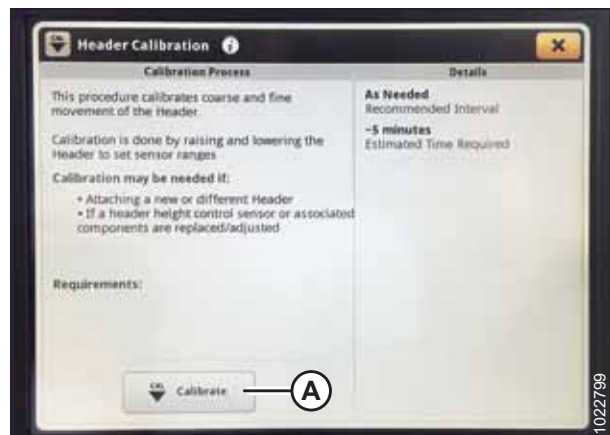 Header Calibration
Calibration Process
Details
This procedure calibrates coarse and fine
movement of the Header.
Calibration is done by raising and lowering the
Header to set sensor ranges
Calibration may be needed if:
• Attaching a new or different Header
• If a header height control sensor or associated
components are replaced/adjusted
Requirements:
As Needed
Recommended Interval
~5 minutes
Estimated Time Required
CAL
Calibrate
A
1022799